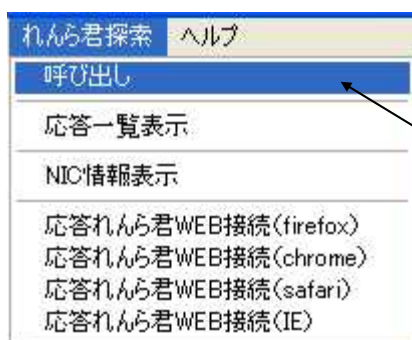 れんら君探索 ヘルプ
呼び出し
応答一覧表示
NIC情報表示
応答れんら君WEB接続(firefox)
応答れんら君WEB接続(chrome)
応答れんら君WEB接続(safari)
応答れんら君WEB接続(IE)